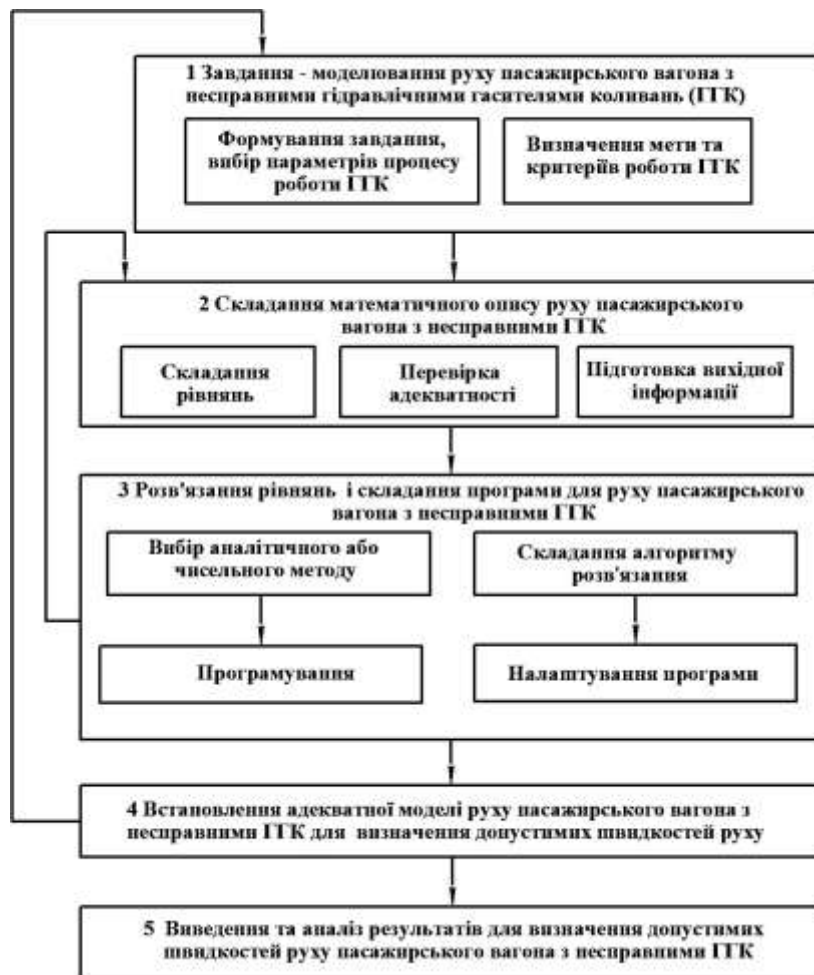 1 Завдання - моделювання руху пасажирського вагона з
несправними гідравлічними гасителями коливань (ГГК)
Формування завдання,
вибір параметрів процесу
роботи ГГК
Визначення мети та
критеріїв роботи ГГК
2 Складання математичного опису руху пасажирського
вагона з несправними ГГК
Складання
рівнянь
Перевірка
адекватності
Підготовка вихідної
інформації
3 Розв'язання рівнянь і складання програми для руху пасажирського
вагона з несправними ГГК
Вибір аналітичного або
чисельного методу
Складання алгоритму
розв'язання
Програмування
Налаштування програми
4 Встановлення адекватної моделі руху пасажирського вагона з
несправними ГГК для визначення допустимих швидкостей руху
5 Виведення та аналіз результатів для визначення допустимих
швидкостей руху пасажирського вагона з несправними ГГК